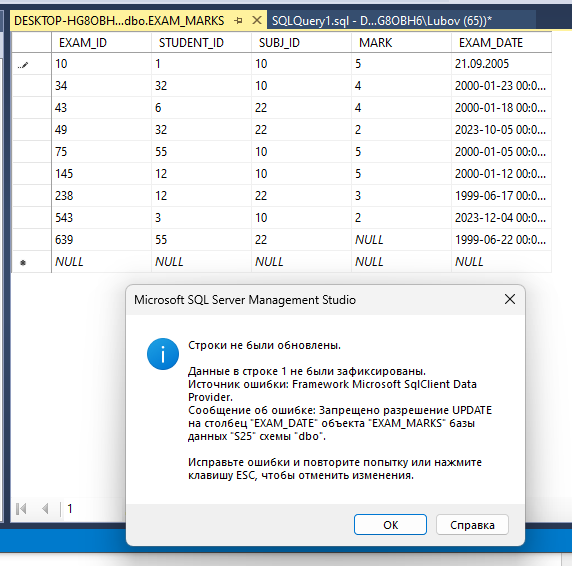 DESKTOP-HG8OBH...dbo.EXAM_MARKS SQLQuery1.sql - D...G8OBH6\Lubov (65))*
EXAM_ID STUDENT_ID SUBJ_ID MARK EXAM_DATE
10 1 10 5 21.09.2005
34 32 10 4 2000-01-23 00:0...
43 6 22 4 2000-01-18 00:0...
49 32 22 2 2023-10-05 00:0...
75 55 10 5 2000-01-05 00:0...
145 12 10 5 2000-01-12 00:0...
238 12 22 3 1999-06-17 00:0...
543 3 10 2 2023-12-04 00:0...
639 55 22 NULL 1999-06-22 00:0...
NULL NULL NULL NULL NULL
Microsoft SQL Server Management Studio
Строки не были обновлены.
Данные в строке 1 не были зафиксированы.
Источник ошибки: Framework Microsoft SqlClient Data
Provider.
Сообщение об ошибке: Запрещено разрешение UPDATE
на столбец "EXAM_DATE" объекта "EXAM_MARKS" базы
данных "S25" схемы "dbo".
Исправьте ошибки и повторите попытку или нажмите
клавишу ESC, чтобы отменить изменения.
1
ОК Справка